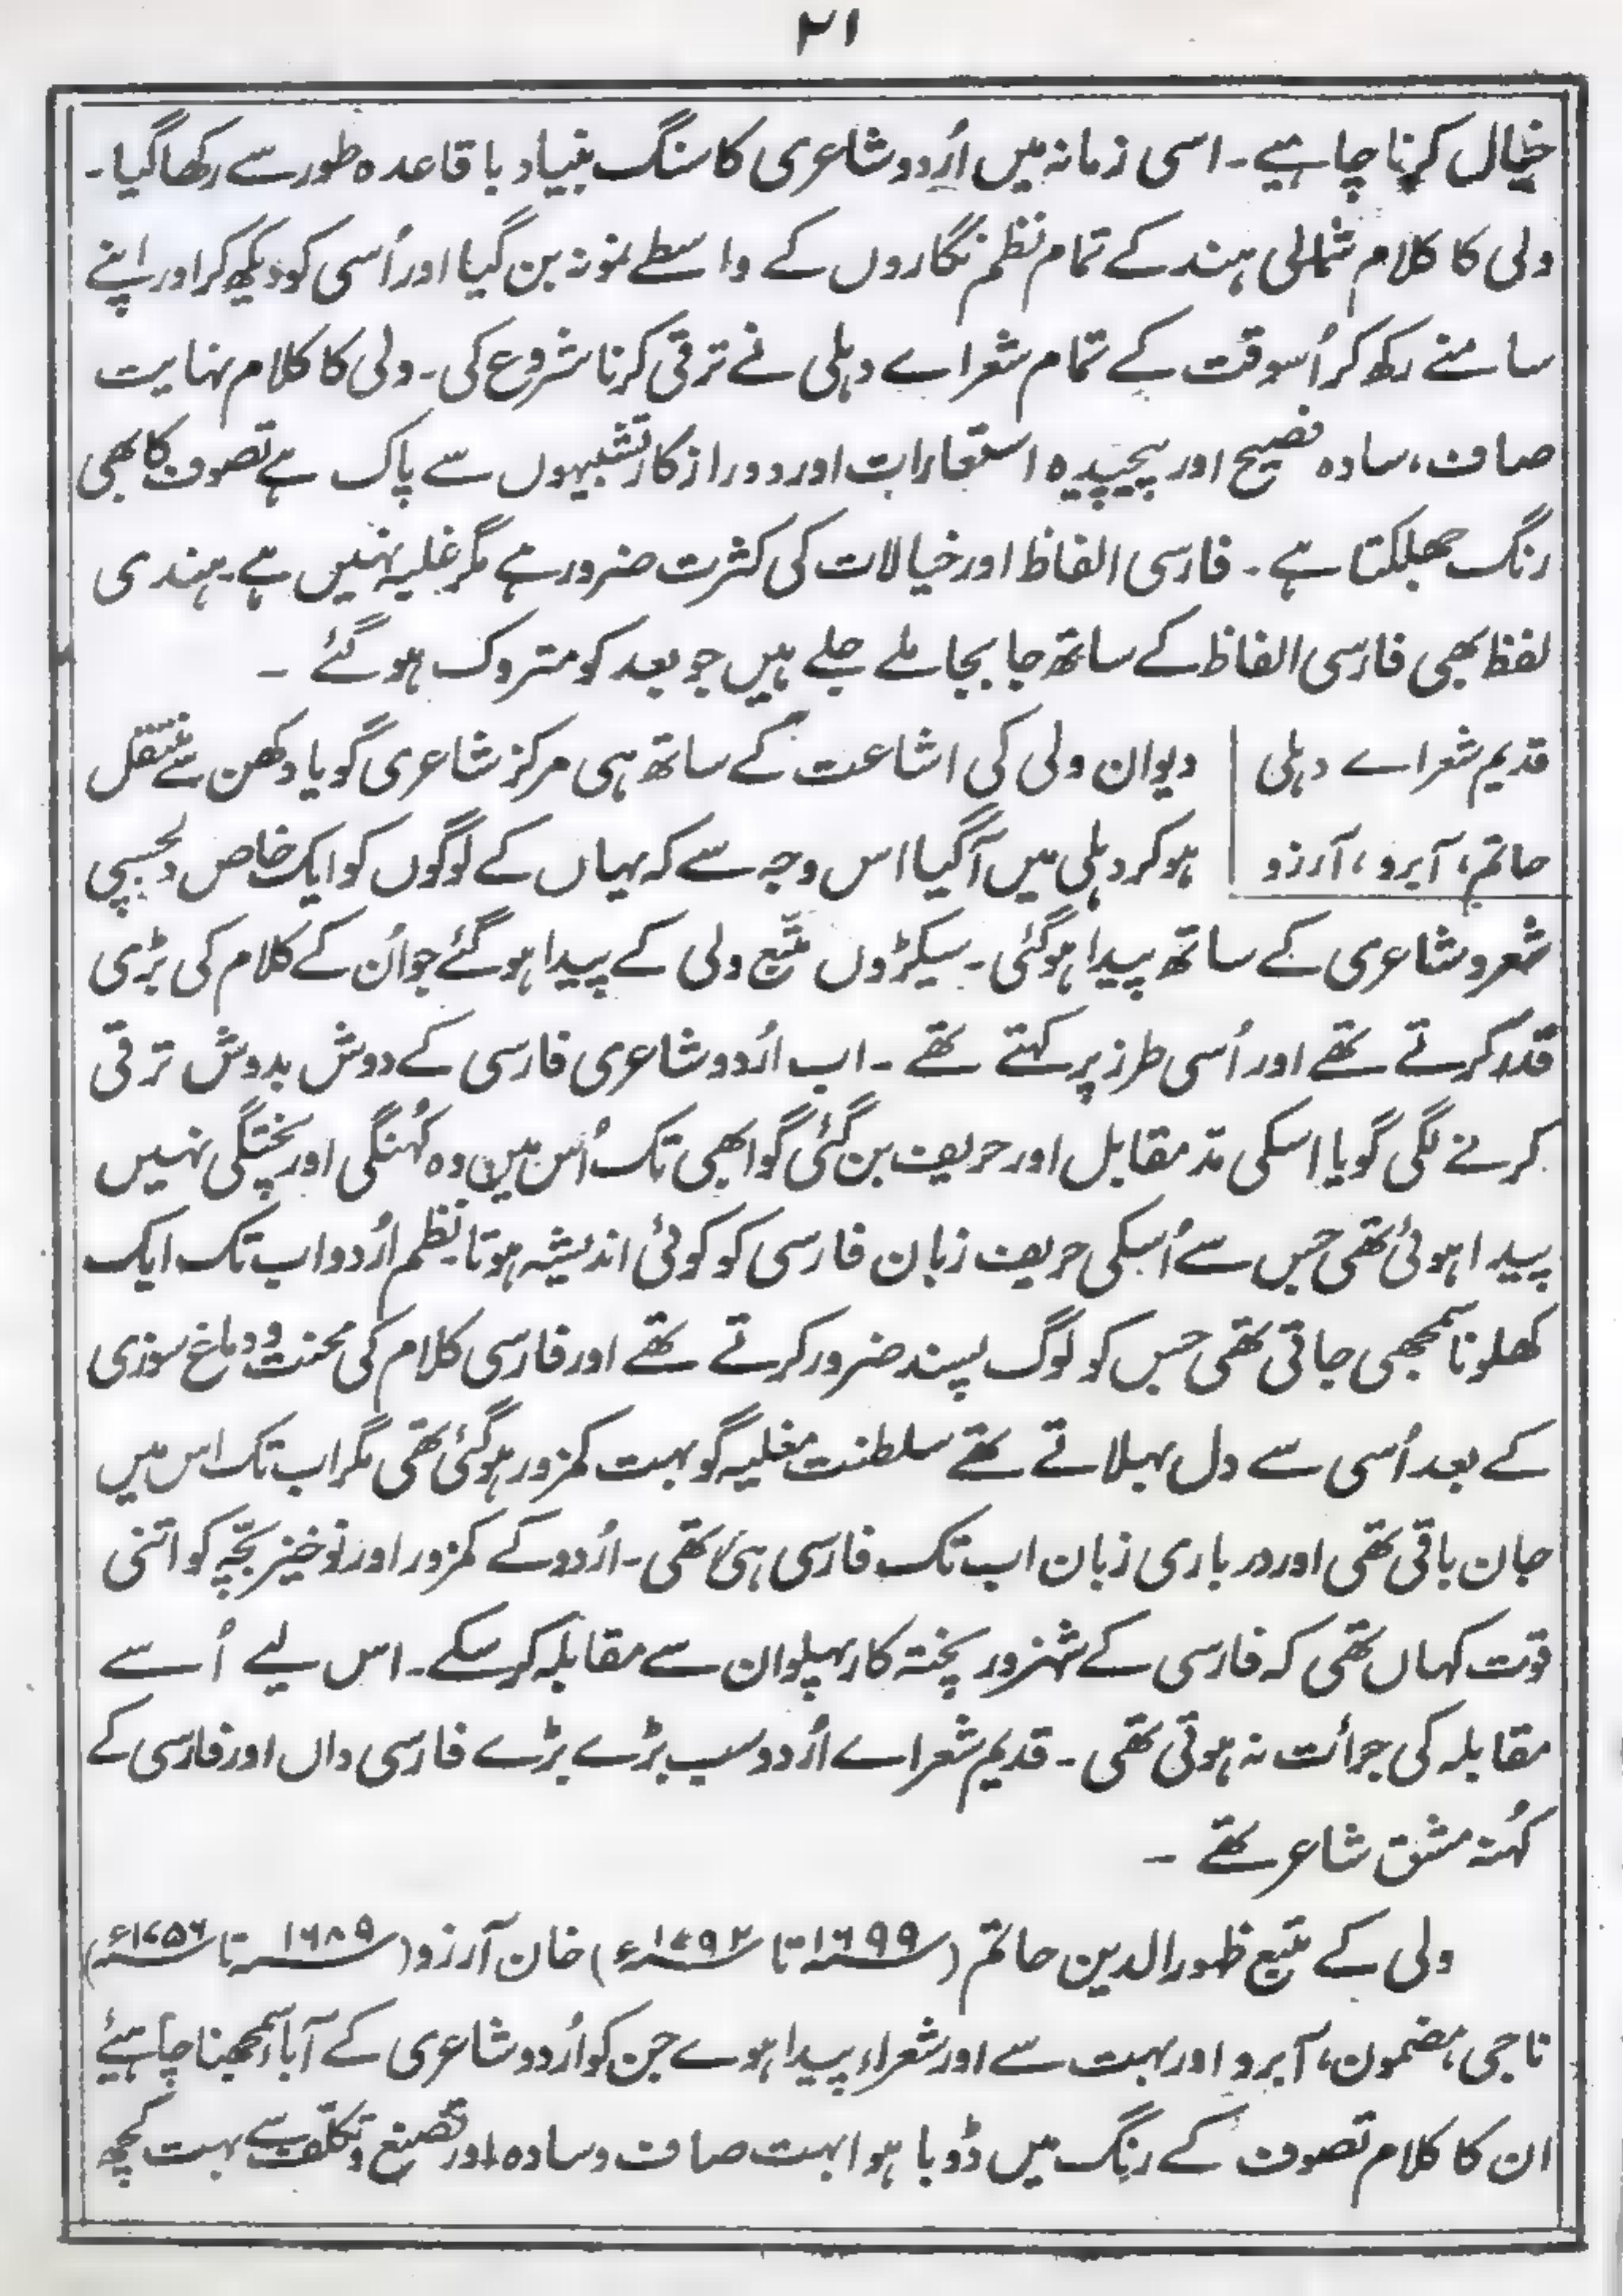 ۲۱
خیال کرنا چاہیے۔ اسی زمانہ میں اُردو شاعری کا سنگ بنیاد با قاعدہ طور سے رکھا گیا۔
ولی کا کلام شمالی ہند کے تمام نظم نگاروں کے واسطے نمونہ بن گیا اور اُسی کو دیکھ کر اور اپنے
سامنے رکھ کر اُسوقت کے تمام شعراے دہلی نے ترقی کرنا شروع کی۔ ولی کا کلام نہایت
صاف، سادہ فصیح اور پیچیدہ استعارات اور دور از کار تشبیہوں سے پاک ہے تصوف کا بھی
رنگ جھلکتا ہے۔ فارسی الفاظ اور خیالات کی کثرت ضرور ہے مگر غلبہ نہیں ہے۔ ہندی
لفظ بھی فارسی الفاظ کے ساتھ جا بجا ملے جلے ہیں جو بعد کو متروک ہو گئے ۔
قدیم شعراے دہلی
حاتم، آبرو، آرزو
دیوان ولی کی اشاعت کے ساتھ ہی مرکز شاعری گویا دکھن سے منتقل
ہو کر دہلی میں آگیا اس وجہ سے کہ یہاں کے لوگوں کو ایک خاص دلچسپی
شعر و شاعری کے ساتھ پیدا ہو گئی۔ سیکڑوں متبع ولی کے پیدا ہو گئے جو اُن کے کلام کی بڑی
قدر کرتے تھے اور اُسی طرز پر کہتے تھے ۔ اب اُردو شاعری فارسی کے دوش بدوش ترقی
کرنے لگی گویا اسکی مدّ مقابل اور حریف بن گئی گو ابھی تک اُس میں وہ کُہنگی اور پختگی نہیں
پیدا ہوئی تھی جس سے اُسکی حریف زبان فارسی کو کوئی اندیشہ ہوتا۔ نظم اُردو اب تک ایک
کھلونا سمجھی جاتی تھی جس کو لوگ پسند ضرور کرتے تھے اور فارسی کلام کی محنت و دماغ سوزی
کے بعد اُسی سے دل بہلاتے تھے سلطنت مغلیہ گو بہت کمزور ہو گئی تھی مگر اب تک اس میں
جان باقی تھی اور درباری زبان اب تک فارسی ہی تھی۔ اُردو کے کمزور اور نوخیز بچّہ کو اتنی
قوت کہاں تھی کہ فارسی کے شہزور پختہ کار پہلوان سے مقابلہ کر سکے۔ اس لیے اُسے
مقابلہ کی جرائت نہ ہوتی تھی ۔ قدیم شعراے اُردو سب بڑے بڑے فارسی داں اور فارسی کے
کُہنہ مشق شاعر تھے ۔
ولی کے متبع ظہور الدین حاتم (۱۶۹۹ء تا ۱۷۹۲ء) خان آرزو (۱۶۸۹ء تا ۱۷۵۶ء)
ناجی، مضمون، آبرو اور بہت سے اور شعراء پیدا ہوے جن کو اُردو شاعری کے آباء سمجھنا چاہئیے
ان کا کلام تصوف کے رنگ میں ڈوبا ہوا بہت صاف و سادہ اور تصنع و تکلف سے بہت کچھ